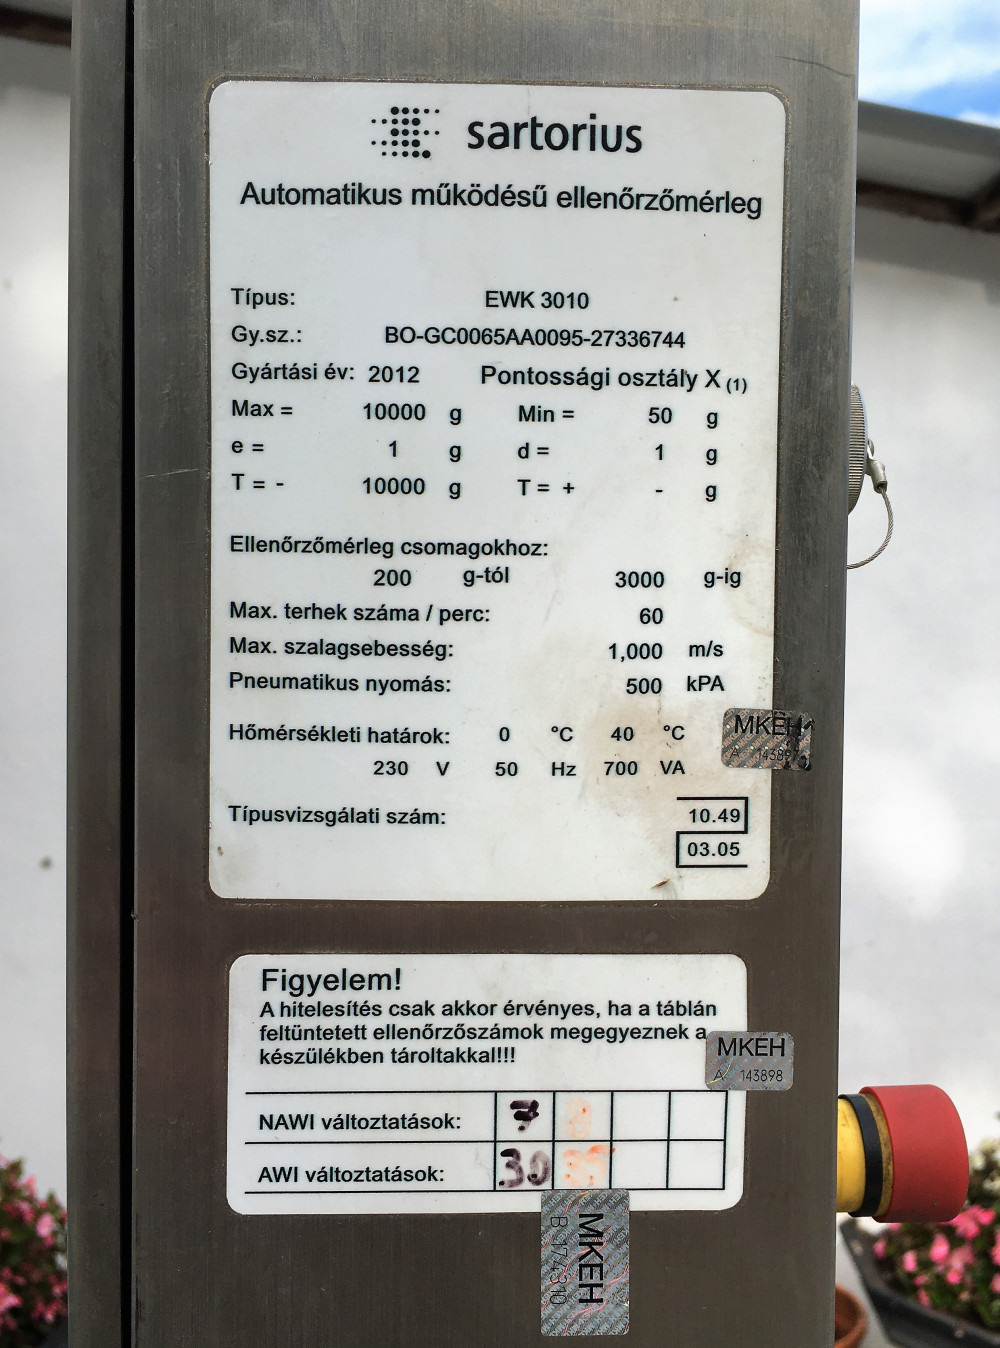 sartorius
Automatikus működésű ellenőrzőmérleg
Típus: EWK 3010
Gy.sz.: BO-GC0065AA0095-27336744
Gyártási év: 2012 Pontossági osztály X (1)
Max = 10000 g Min = 50 g
e = 1 g d = 1 g
T = - 10000 g T = + - g
Ellenőrzőmérleg csomagokhoz:
200 g-tól 3000 g-ig
Max. terhek száma / perc: 60
Max. szalagsebesség: 1,000 m/s
Pneumatikus nyomás: 500 kPA
Hőmérsékleti határok: 0 °C 40 °C
MKEH
A
230 V 50 Hz 700 VA
Típusvizsgálati szám: 10.49
03.05
Figyelem!
A hitelesítés csak akkor érvényes, ha a táblán
feltüntetett ellenőrzőszámok megegyeznek a
készülékben tároltakkal!!!
MKEH
A 143898
NAWI változtatások: 7 8
AWI változtatások: 30
MKEH
B 174310